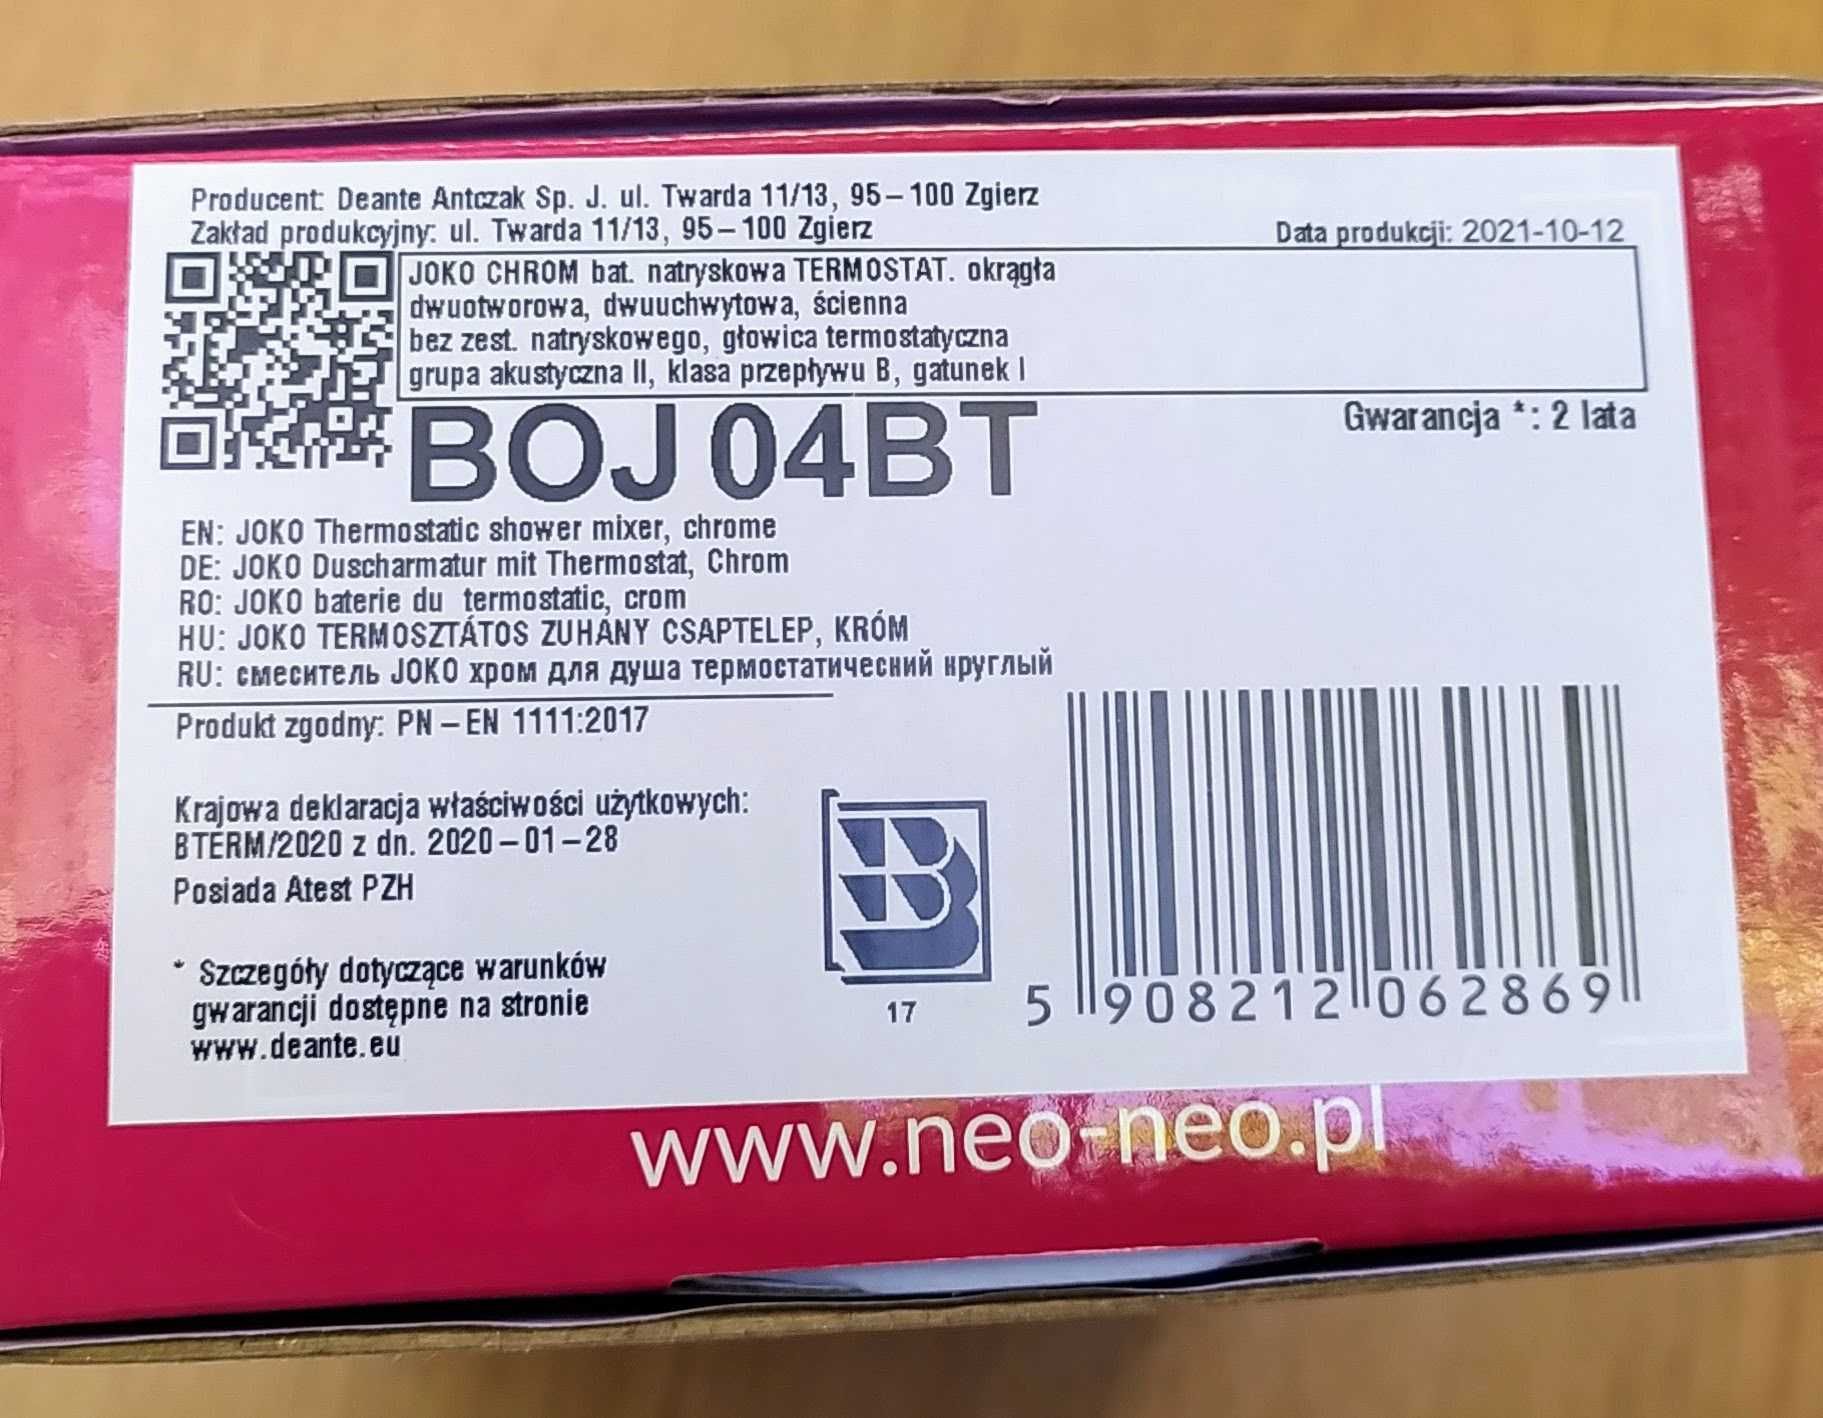 Producent: Deante Antczak Sp. J. ul. Twarda 11/13, 95-100 Zgierz
Zakład produkcyjny: ul. Twarda 11/13, 95-100 Zgierz
Data produkcji: 2021-10-12
JOKO CHROM bat. natryskowa TERMOSTAT. okrągła
dwuotworowa, dwuuchwytowa, ścienna
bez zest. natryskowego, głowica termostatyczna
grupa akustyczna II, klasa przepływu B, gatunek I
BOJ 04BT
Gwarancja *: 2 lata
EN: JOKO Thermostatic shower mixer, chrome
DE: JOKO Duscharmatur mit Thermostat, Chrom
RO: JOKO baterie du termostatic, crom
HU: JOKO TERMOSZTÁTOS ZUHANY CSAPTELEP, KRÓM
RU: смеситель JOKO хром для душа термостатический круглый
Produkt zgodny: PN-EN 1111:2017
Krajowa deklaracja właściwości użytkowych:
BTERM/2020 z dn. 2020-01-28
Posiada Atest PZH
* Szczegóły dotyczące warunków
gwarancji dostępne na stronie
www.deante.eu
B
17
5 908212 062869
www.neo-neo.pl